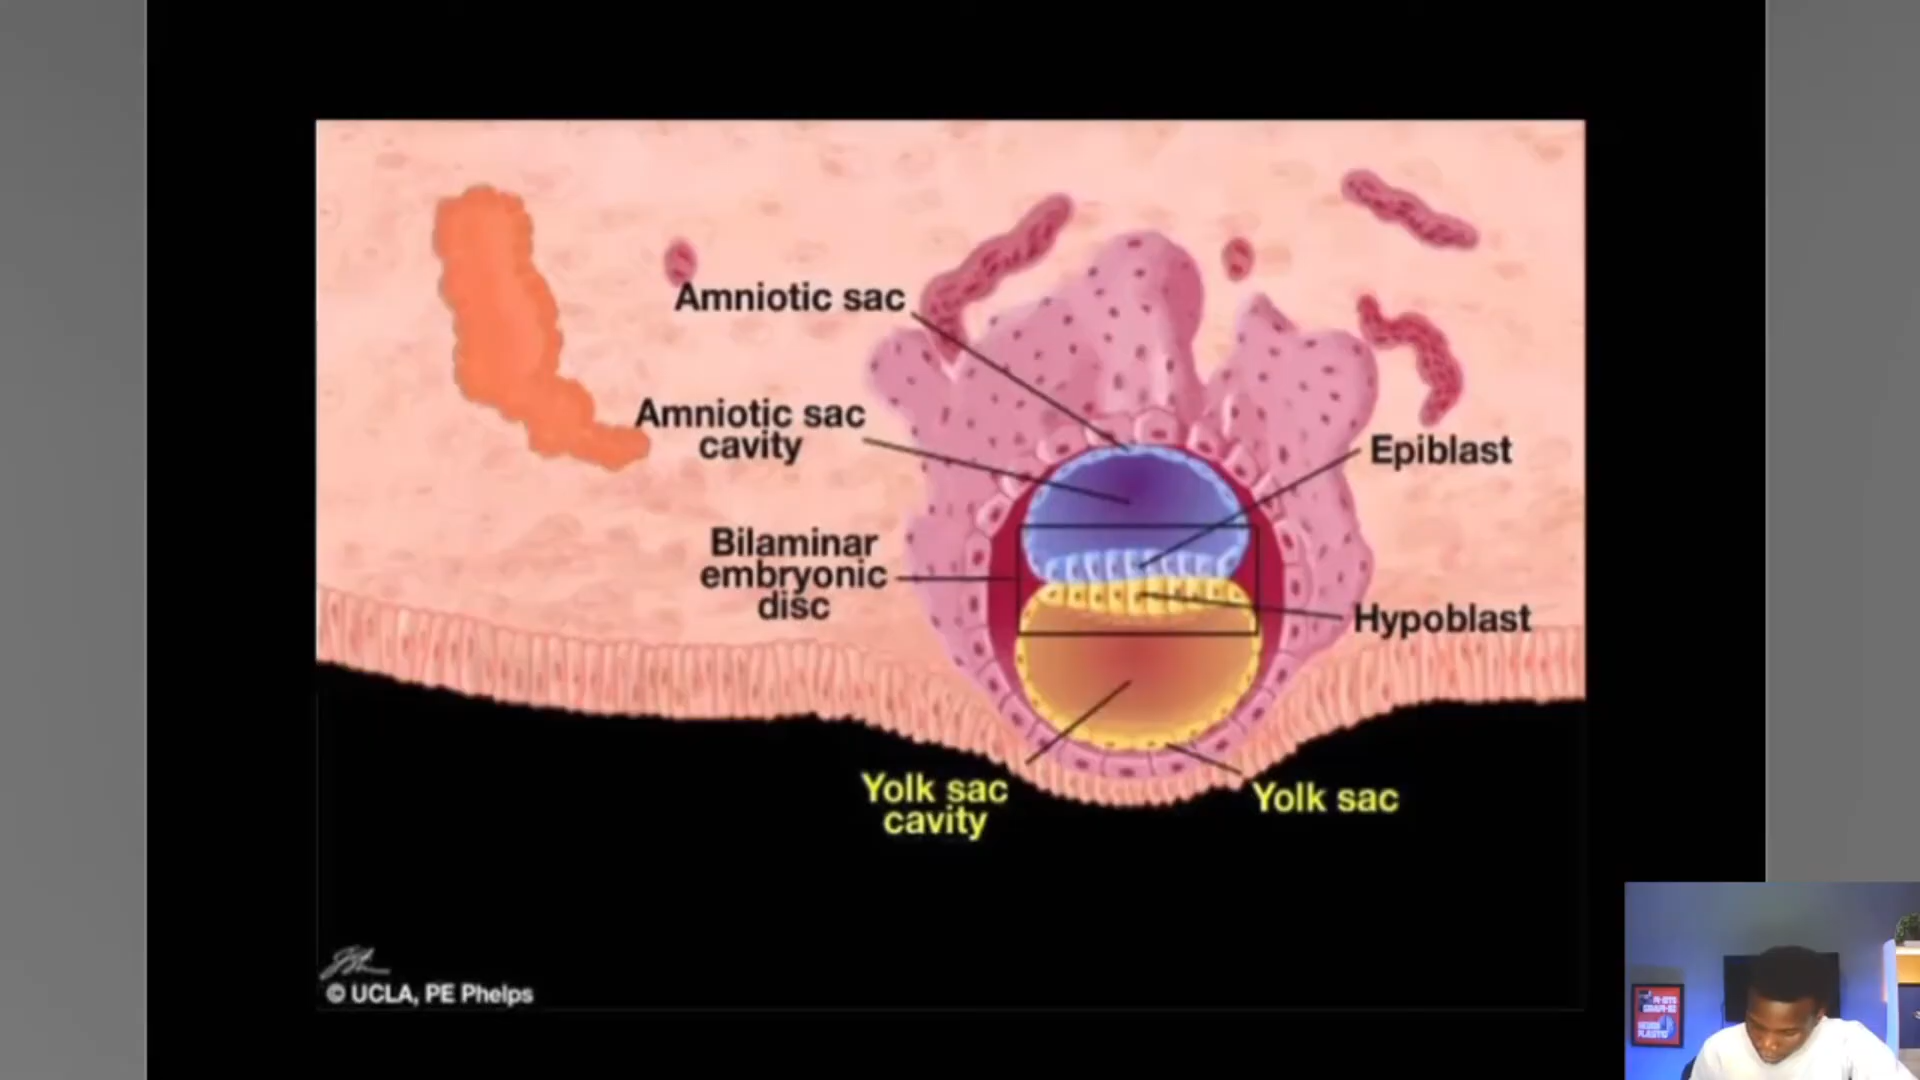 Amniotic sac
Amniotic sac
cavity
Epiblast
Bilaminar
embryonic
disc
Hypoblast
Yolk sac
cavity
Yolk sac
© UCLA, PE Phelps